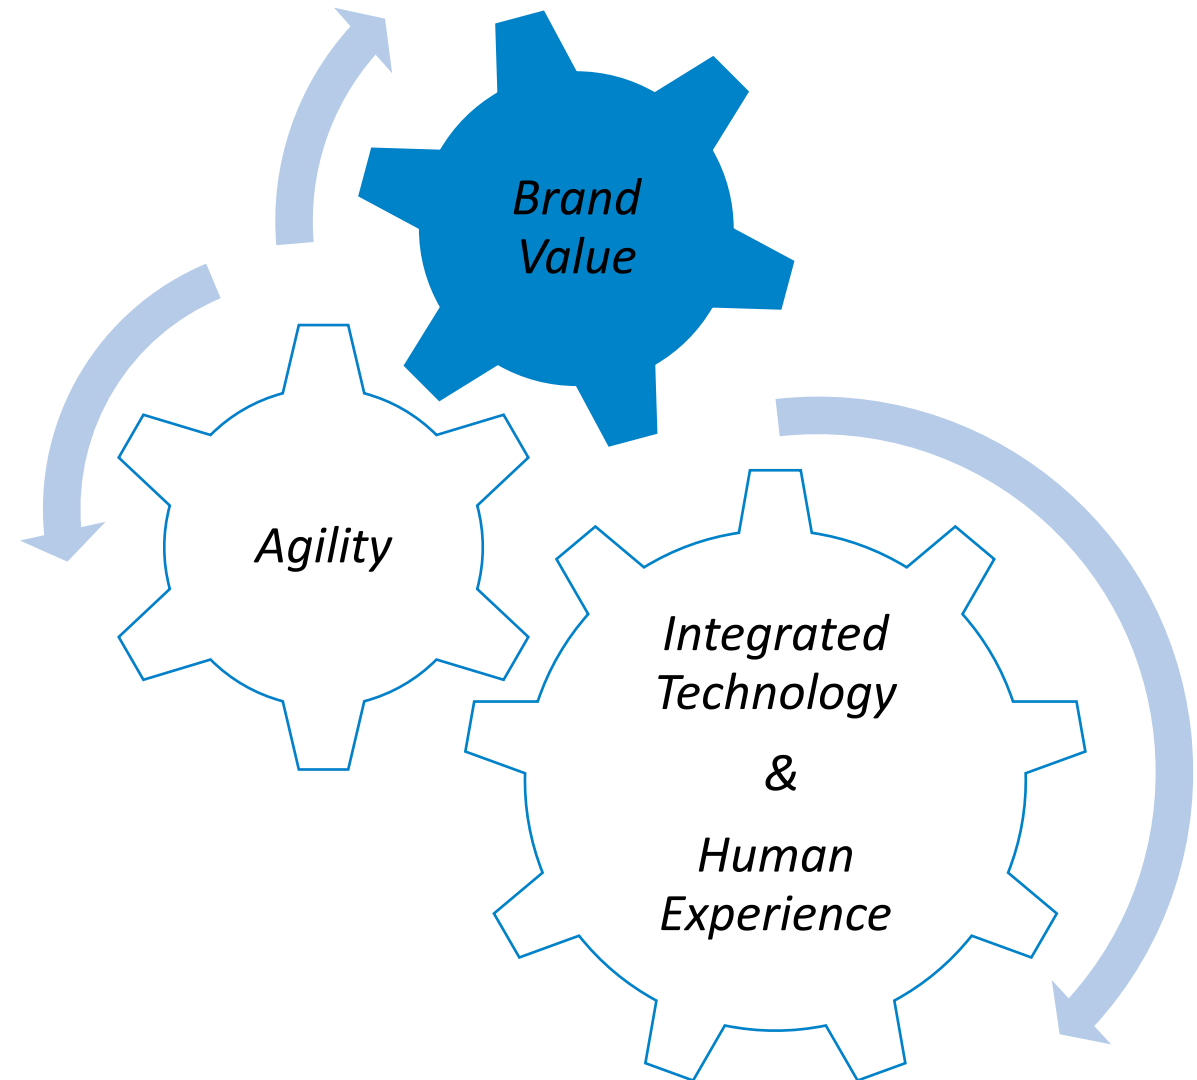 Brand
Value
Agility
Integrated
Technology
&
Human
Experience